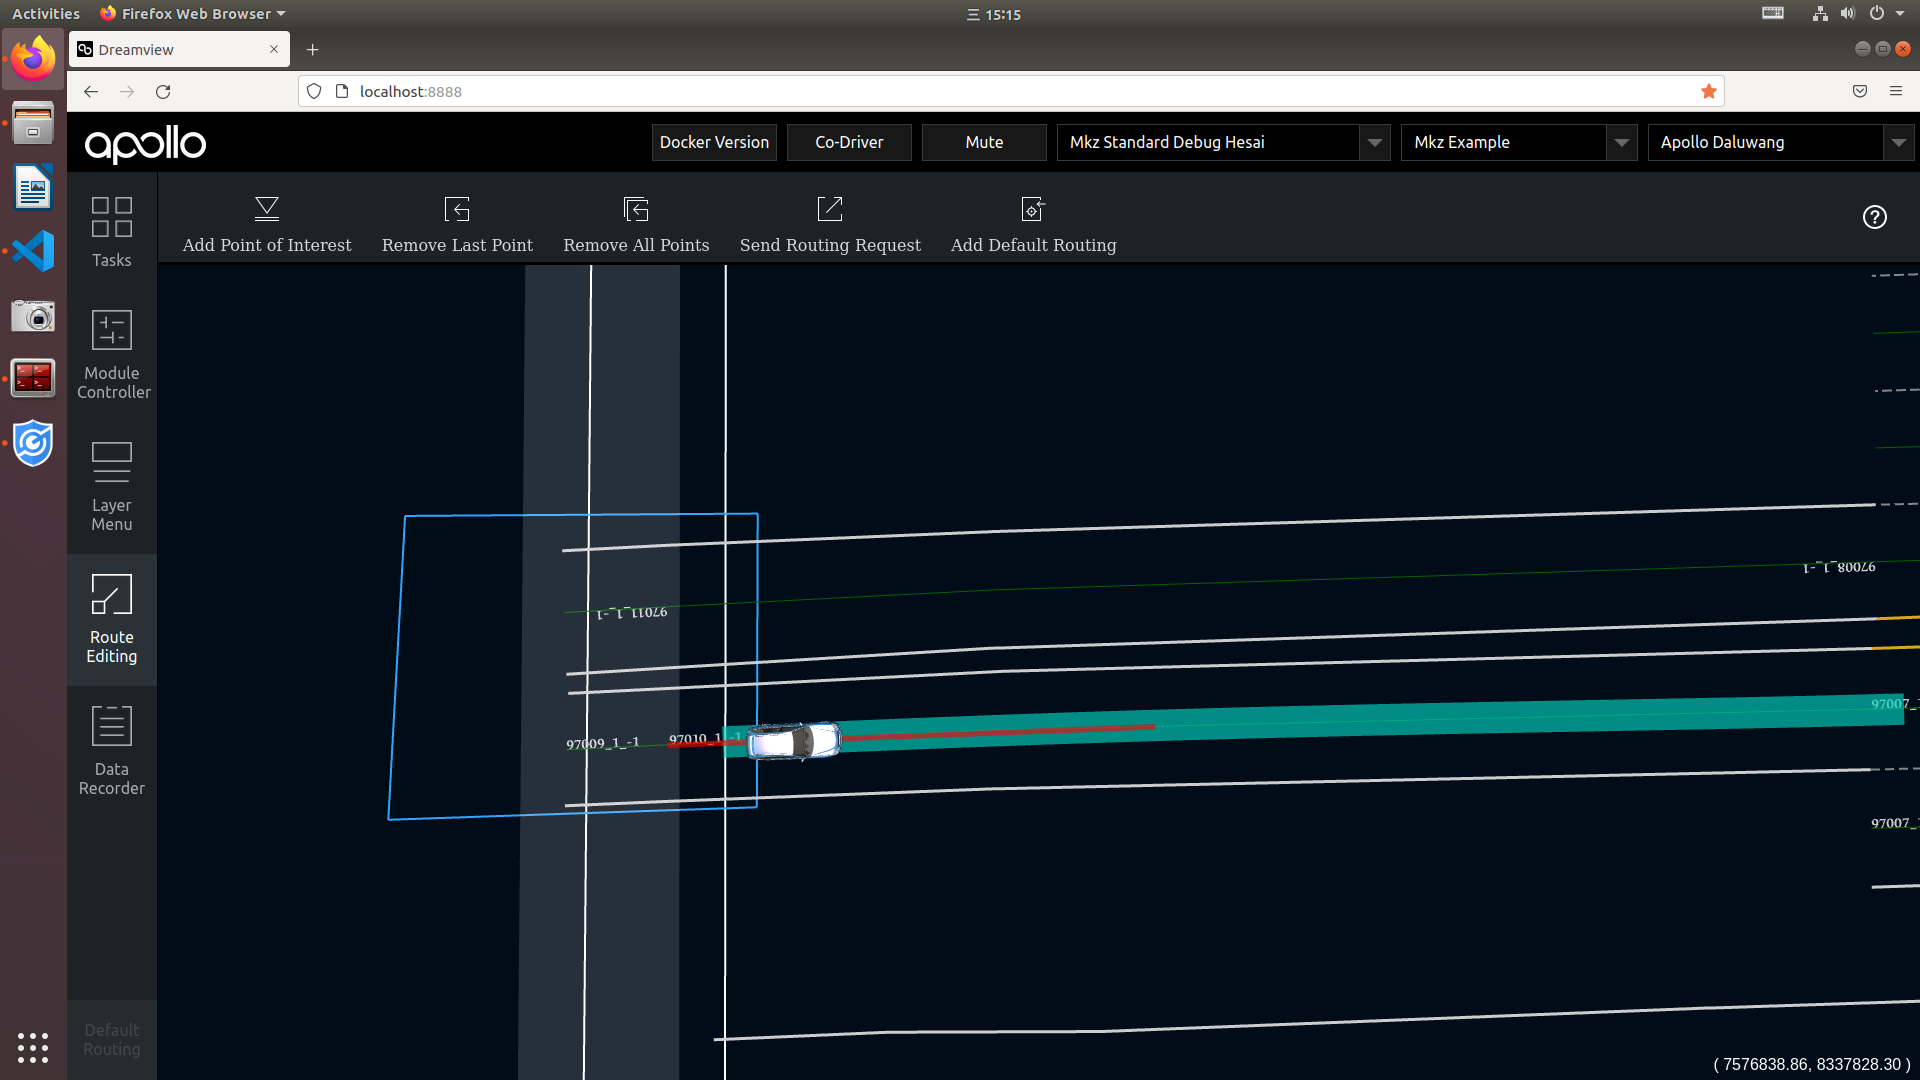 Activities
Firefox Web Browser
三 15:15
Dreamview
localhost:8888
apollo
Docker Version
Co-Driver
Mute
Mkz Standard Debug Hesai
Mkz Example
Apollo Daluwang
Add Point of Interest
Remove Last Point
Remove All Points
Send Routing Request
Add Default Routing
?
Tasks
Module
Controller
Layer
Menu
Route
Editing
Data
Recorder
Default
Routing
97008_1_-1
97011_1_-1
97007_1
97009_1_-1
97010_1_-1
97007_1
( 7576838.86, 8337828.30 )